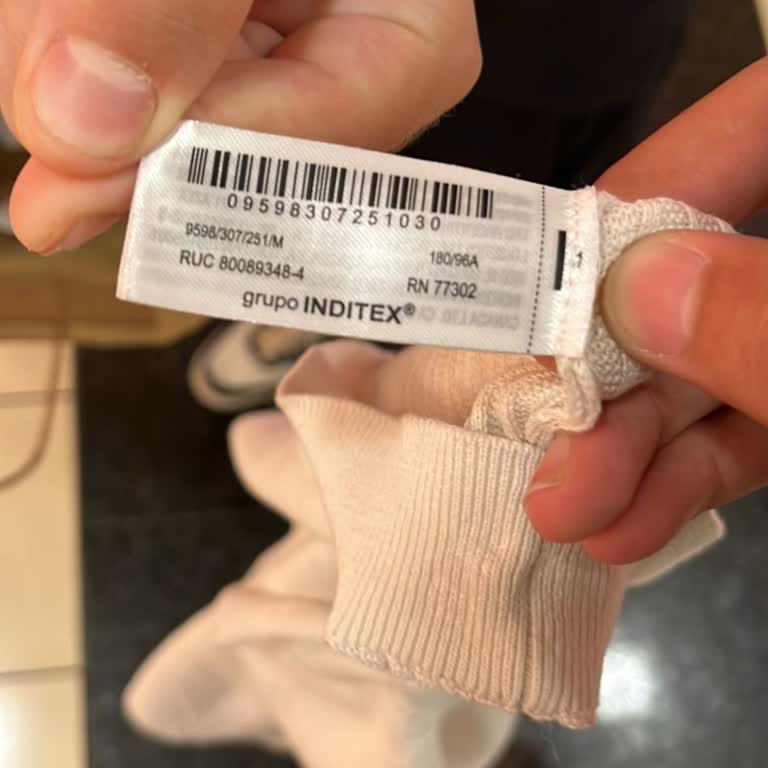 09598307251030
9598/307/251/M
180/96A
RUC 80089348-4
RN 77302
grupo INDITEX®
1